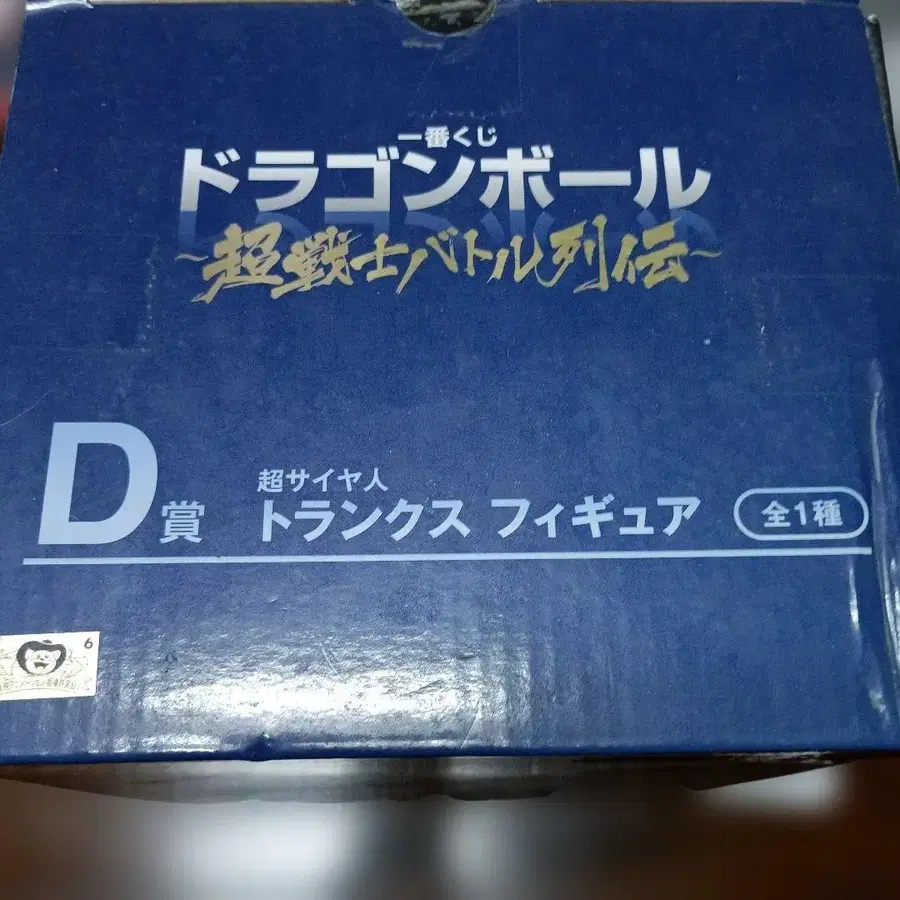 一番くじ
ドラゴンボール
~超戦士バトル列伝~
D賞
超サイヤ人
トランクス フィギュア
全1種
6